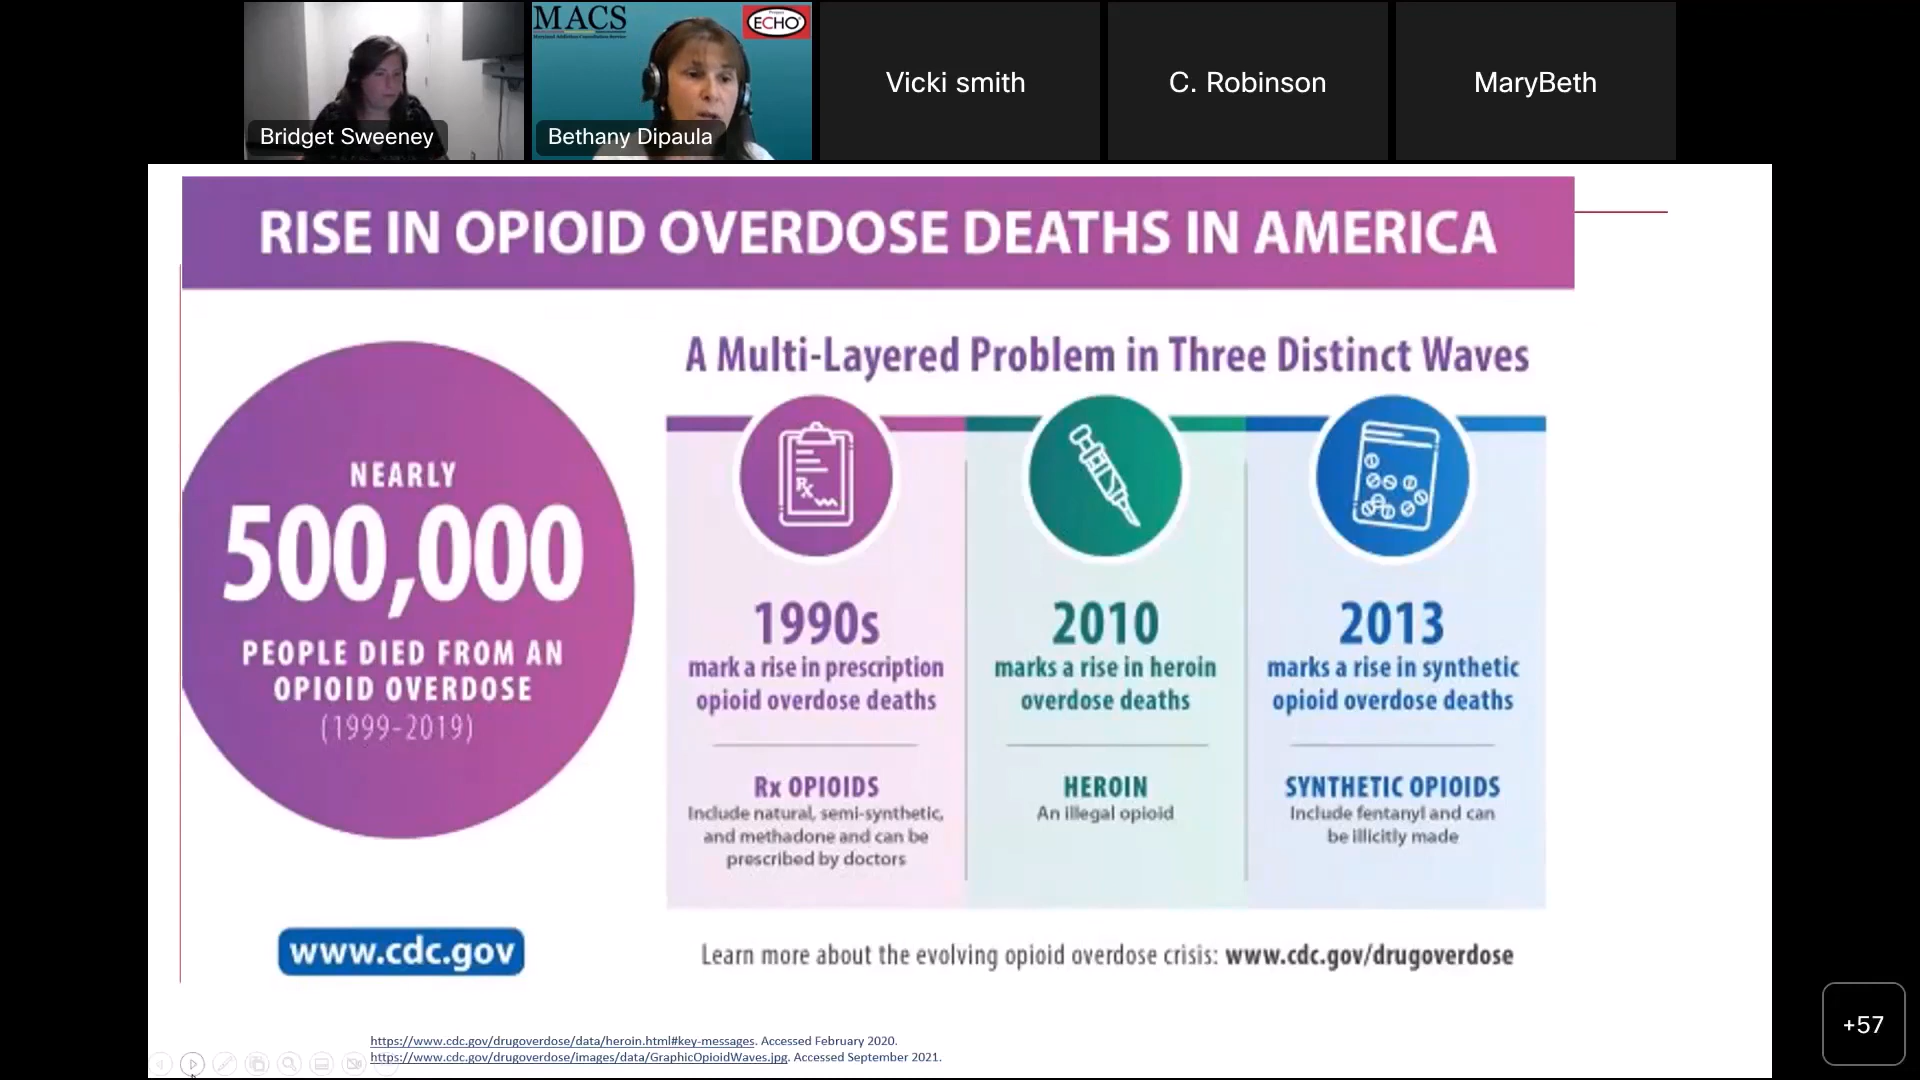 MACS
Maryland Addiction Consultation Service
Project
ECHO
Bridget Sweeney
Bethany Dipaula
Vicki smith
C. Robinson
MaryBeth
RISE IN OPIOID OVERDOSE DEATHS IN AMERICA
NEARLY
500,000
PEOPLE DIED FROM AN
OPIOID OVERDOSE
(1999-2019)
www.cdc.gov
A Multi-Layered Problem in Three Distinct Waves
Rx
1990s
mark a rise in prescription
opioid overdose deaths
Rx OPIOIDS
Include natural, semi-synthetic,
and methadone and can be
prescribed by doctors
2010
marks a rise in heroin
overdose deaths
HEROIN
An illegal opioid
2013
marks a rise in synthetic
opioid overdose deaths
SYNTHETIC OPIOIDS
Include fentanyl and can
be illicitly made
Learn more about the evolving opioid overdose crisis: www.cdc.gov/drugoverdose
https://www.cdc.gov/drugoverdose/data/heroin.html#key-messages. Accessed February 2020.
https://www.cdc.gov/drugoverdose/images/data/GraphicOpioidWaves.jpg. Accessed September 2021.
+57